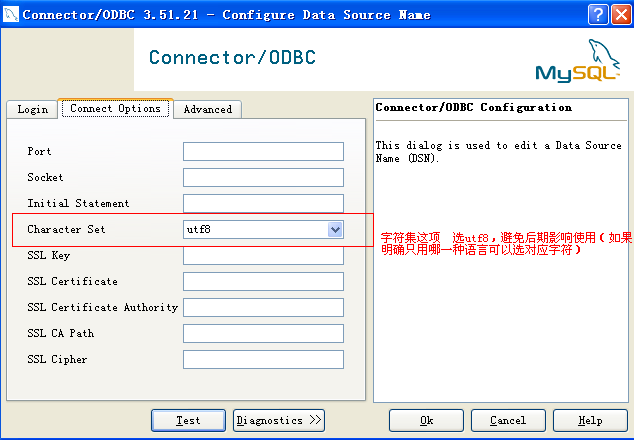 Connector/ODBC 3.51.21 - Configure Data Source Name
Connector/ODBC
MySQL
Login
Connect Options
Advanced
Port
Socket
Initial Statement
Character Set
utf8
SSL Key
SSL Certificate
SSL Certificate Authority
SSL CA Path
SSL Cipher
Connector/ODBC Configuration
This dialog is used to edit a Data Source
Name (DSN).
字符集这项 选utf8，避免后期影响使用（如果
明确只用哪一种语言可以选对应字符）
Test
Diagnostics >>
Ok
Cancel
Help